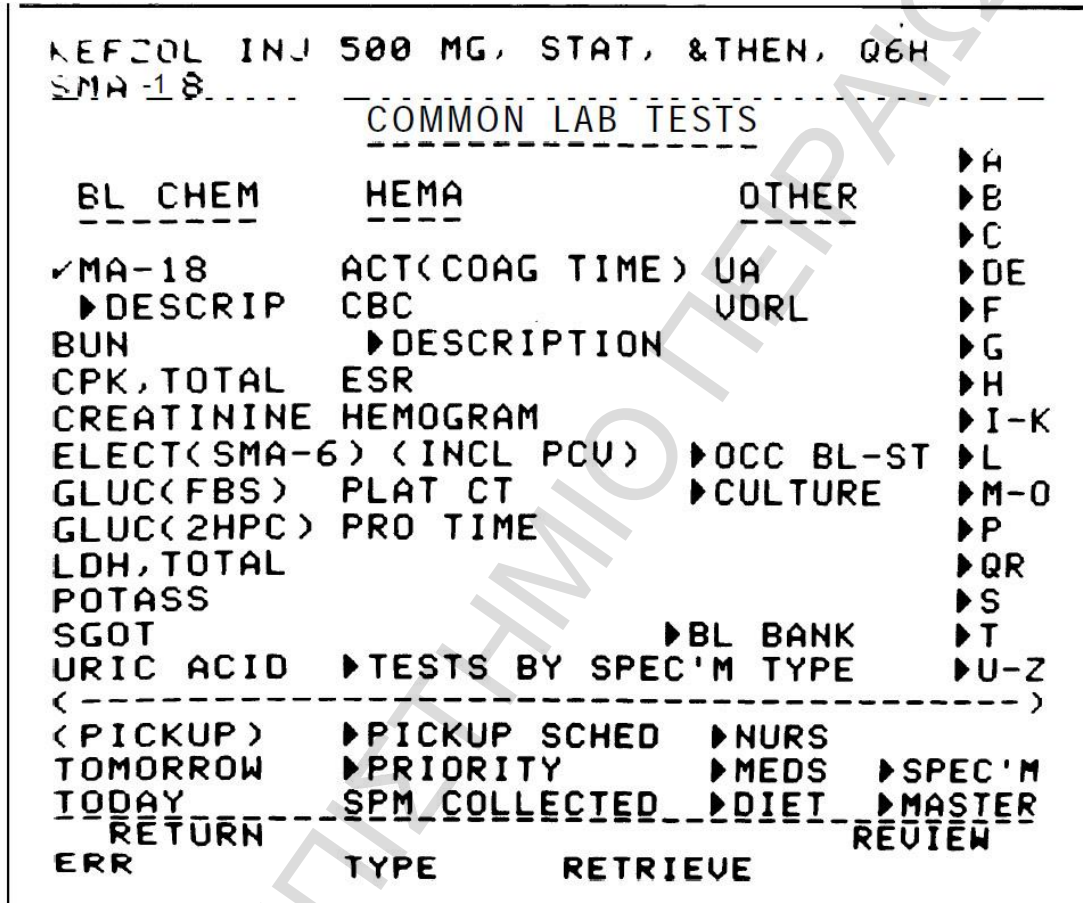 KEFZOL INJ 500 MG, STAT, &THEN, Q6H
SMA-18
COMMON LAB TESTS
▶A
BL CHEM HEMA OTHER ▶B
▶C
✓MA-18 ACT(COAG TIME) UA ▶DE
▶DESCRIP CBC VDRL ▶F
BUN ▶DESCRIPTION ▶G
CPK,TOTAL ESR ▶H
CREATININE HEMOGRAM ▶I-K
ELECT(SMA-6) (INCL PCV) ▶OCC BL-ST ▶L
GLUC(FBS) PLAT CT ▶CULTURE ▶M-O
GLUC(2HPC) PRO TIME ▶P
LDH,TOTAL ▶QR
POTASS ▶S
SGOT ▶BL BANK ▶T
URIC ACID ▶TESTS BY SPEC'M TYPE ▶U-Z
(----------------------------------------)
(PICKUP) ▶PICKUP SCHED ▶NURS
TOMORROW ▶PRIORITY ▶MEDS ▶SPEC'M
TODAY SPM COLLECTED ▶DIET ▶MASTER
RETURN REVIEW
ERR TYPE RETRIEVE
ΠΙΣΤΗΜΙΟ ΠΕΙΡΑΙΩ